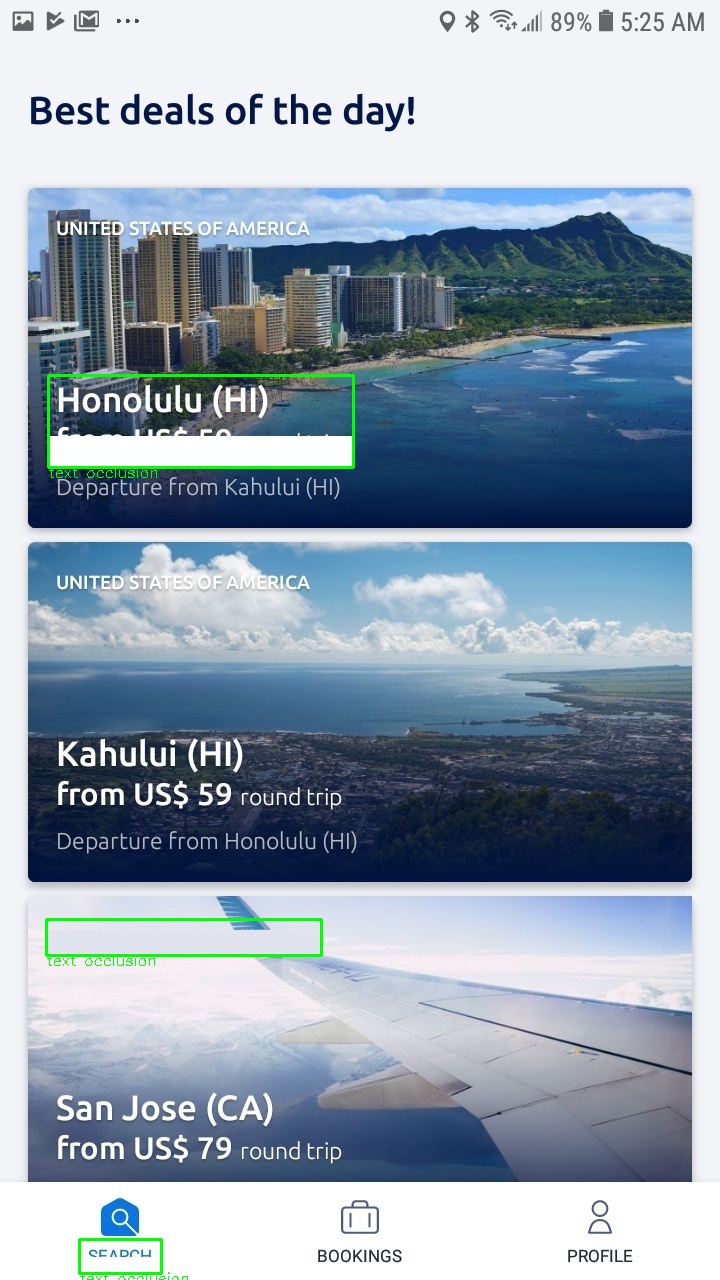 89% 5:25 AM
Best deals of the day!
UNITED STATES OF AMERICA
Honolulu (HI)
from US$
text occlusion
Departure from Kahului (HI)
UNITED STATES OF AMERICA
Kahului (HI)
from US$ 59 round trip
Departure from Honolulu (HI)
text occlusion
San Jose (CA)
from US$ 79 round trip
SEARCH
BOOKINGS
PROFILE
text occlusion